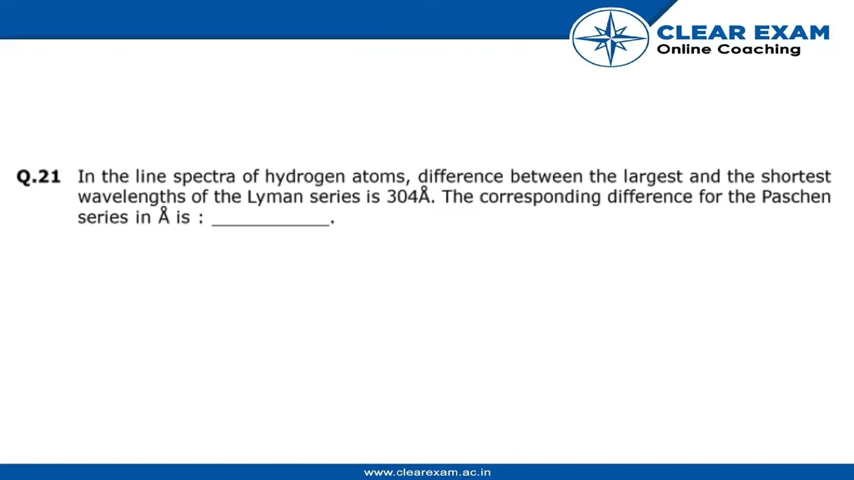 CLEAR EXAM
Online Coaching
Q.21 In the line spectra of hydrogen atoms, difference between the largest and the shortest
wavelengths of the Lyman series is 304Å. The corresponding difference for the Paschen
series in Å is : ____________.
www.clearexam.ac.in